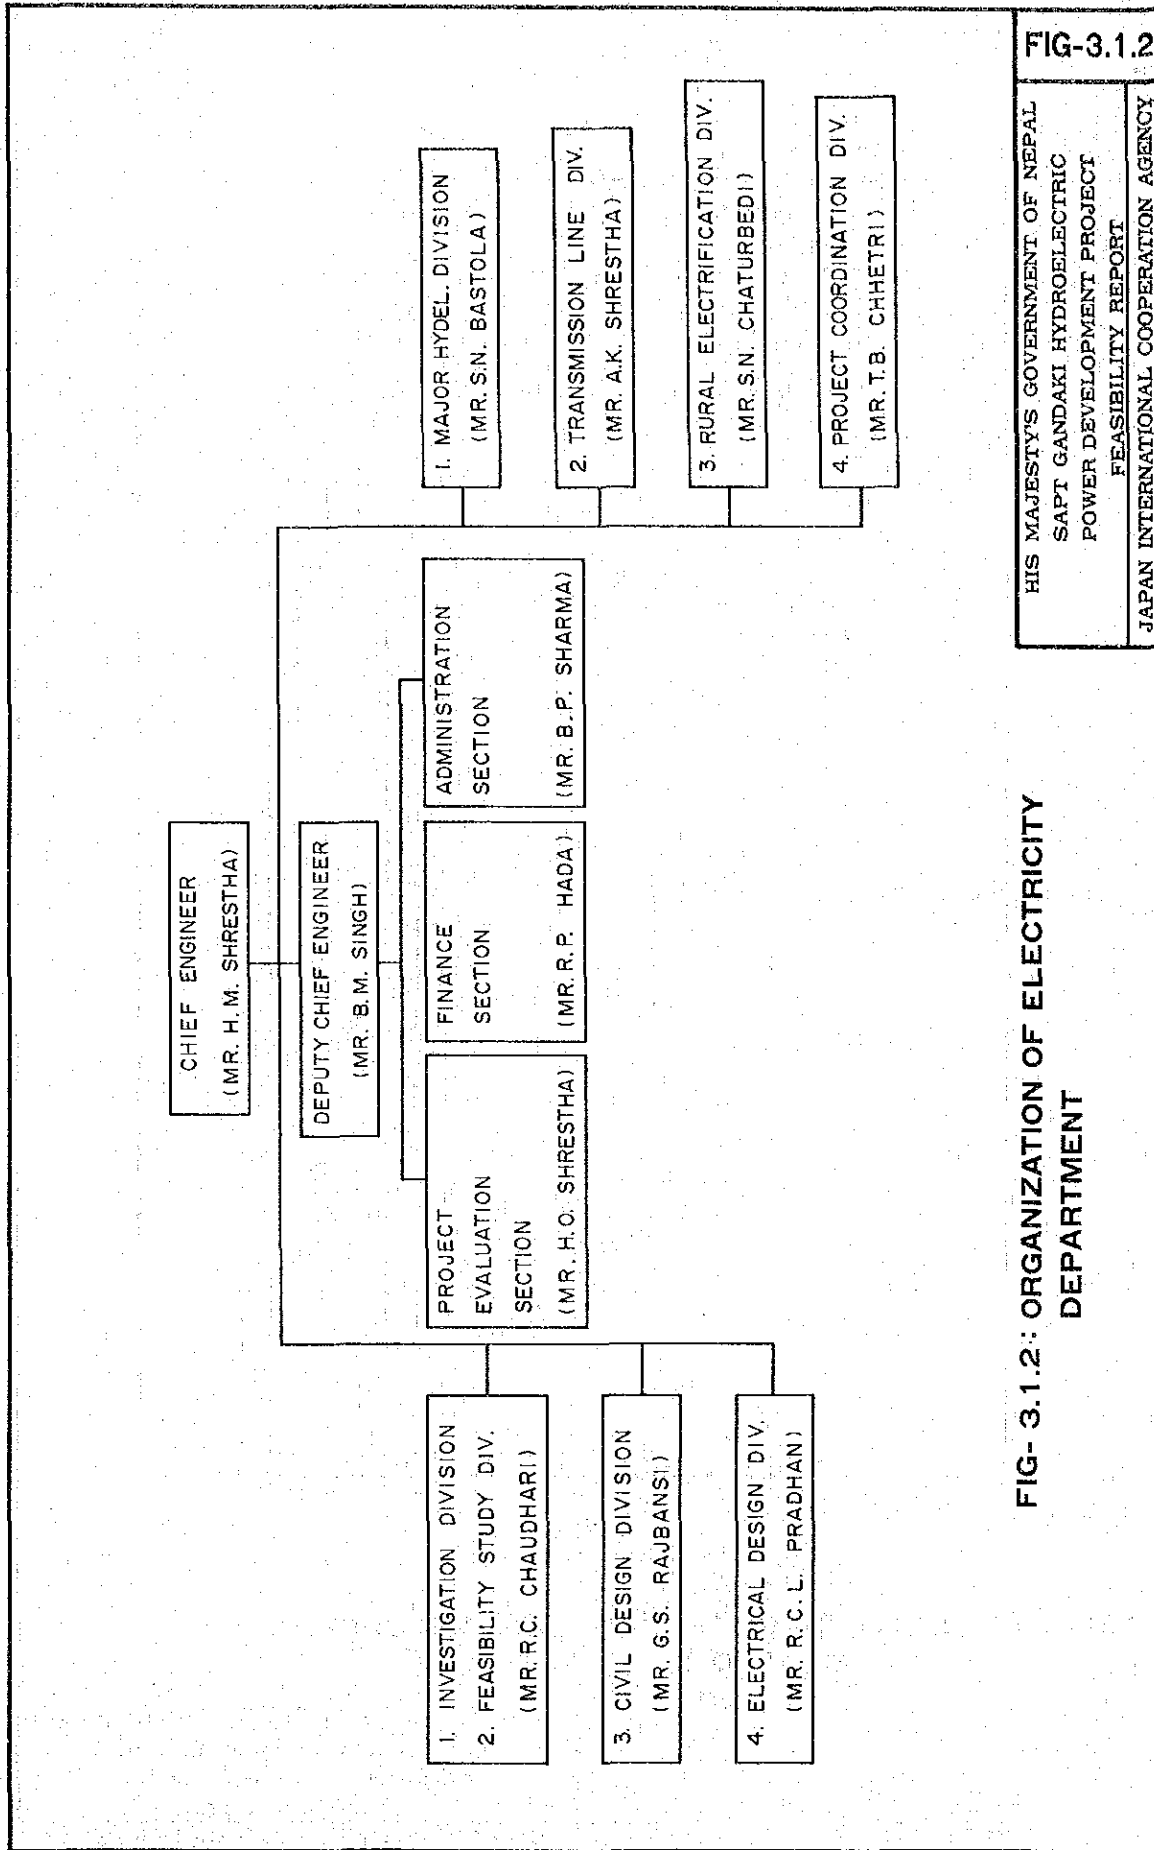 CHIEF ENGINEER
(MR. H. M. SHRESTHA)
DEPUTY CHIEF ENGINEER
(MR. B.M. SINGH)
PROJECT
EVALUATION
SECTION
(MR. H.O. SHRESTHA)
FINANCE
SECTION
(MR. R.P. HADA)
ADMINISTRATION
SECTION
(MR. B.P. SHARMA)
1. INVESTIGATION DIVISION
2. FEASIBILITY STUDY DIV.
(MR. R.C. CHAUDHARI)
3. CIVIL DESIGN DIVISION
(MR. G.S. RAJBANSI)
4. ELECTRICAL DESIGN DIV.
(MR. R.C.L. PRADHAN)
1. MAJOR HYDEL. DIVISION
(MR. S.N. BASTOLA)
2. TRANSMISSION LINE DIV.
(MR. A.K. SHRESTHA)
3. RURAL ELECTRIFICATION DIV.
(MR. S.N. CHATURBEDI)
4. PROJECT COORDINATION DIV.
(MR. T.B. CHHETRI)
FIG- 3.1.2: ORGANIZATION OF ELECTRICITY
DEPARTMENT
HIS MAJESTY'S GOVERNMENT OF NEPAL
SAPT GANDAKI HYDROELECTRIC
POWER DEVELOPMENT PROJECT
FEASIBILITY REPORT
JAPAN INTERNATIONAL COOPERATION AGENCY
FIG-3.1.2